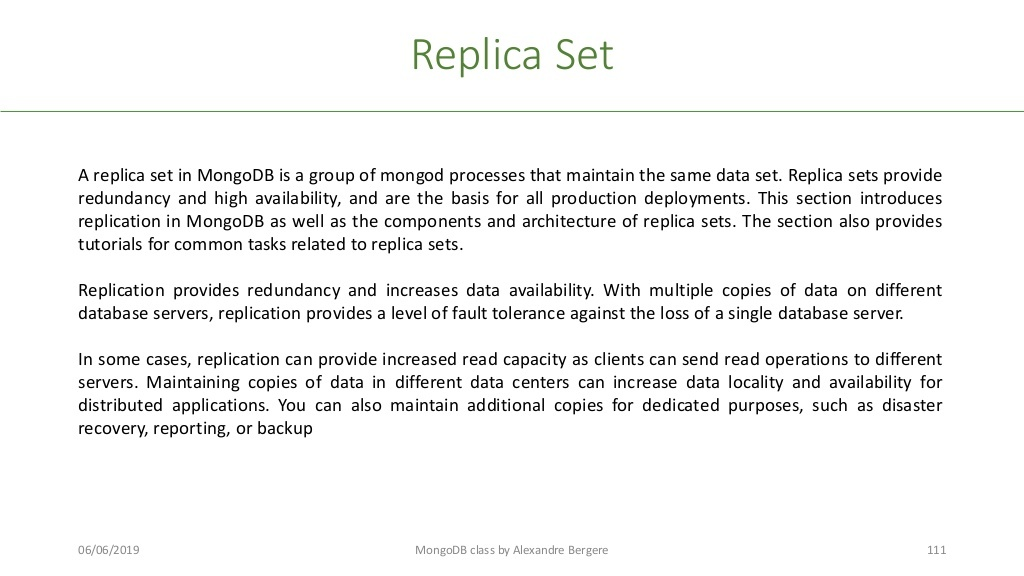 Replica Set
A replica set in MongoDB is a group of mongod processes that maintain the same data set. Replica sets provide
redundancy and high availability, and are the basis for all production deployments. This section introduces
replication in MongoDB as well as the components and architecture of replica sets. The section also provides
tutorials for common tasks related to replica sets.
Replication provides redundancy and increases data availability. With multiple copies of data on different
database servers, replication provides a level of fault tolerance against the loss of a single database server.
In some cases, replication can provide increased read capacity as clients can send read operations to different
servers. Maintaining copies of data in different data centers can increase data locality and availability for
distributed applications. You can also maintain additional copies for dedicated purposes, such as disaster
recovery, reporting, or backup
06/06/2019
MongoDB class by Alexandre Bergere
111